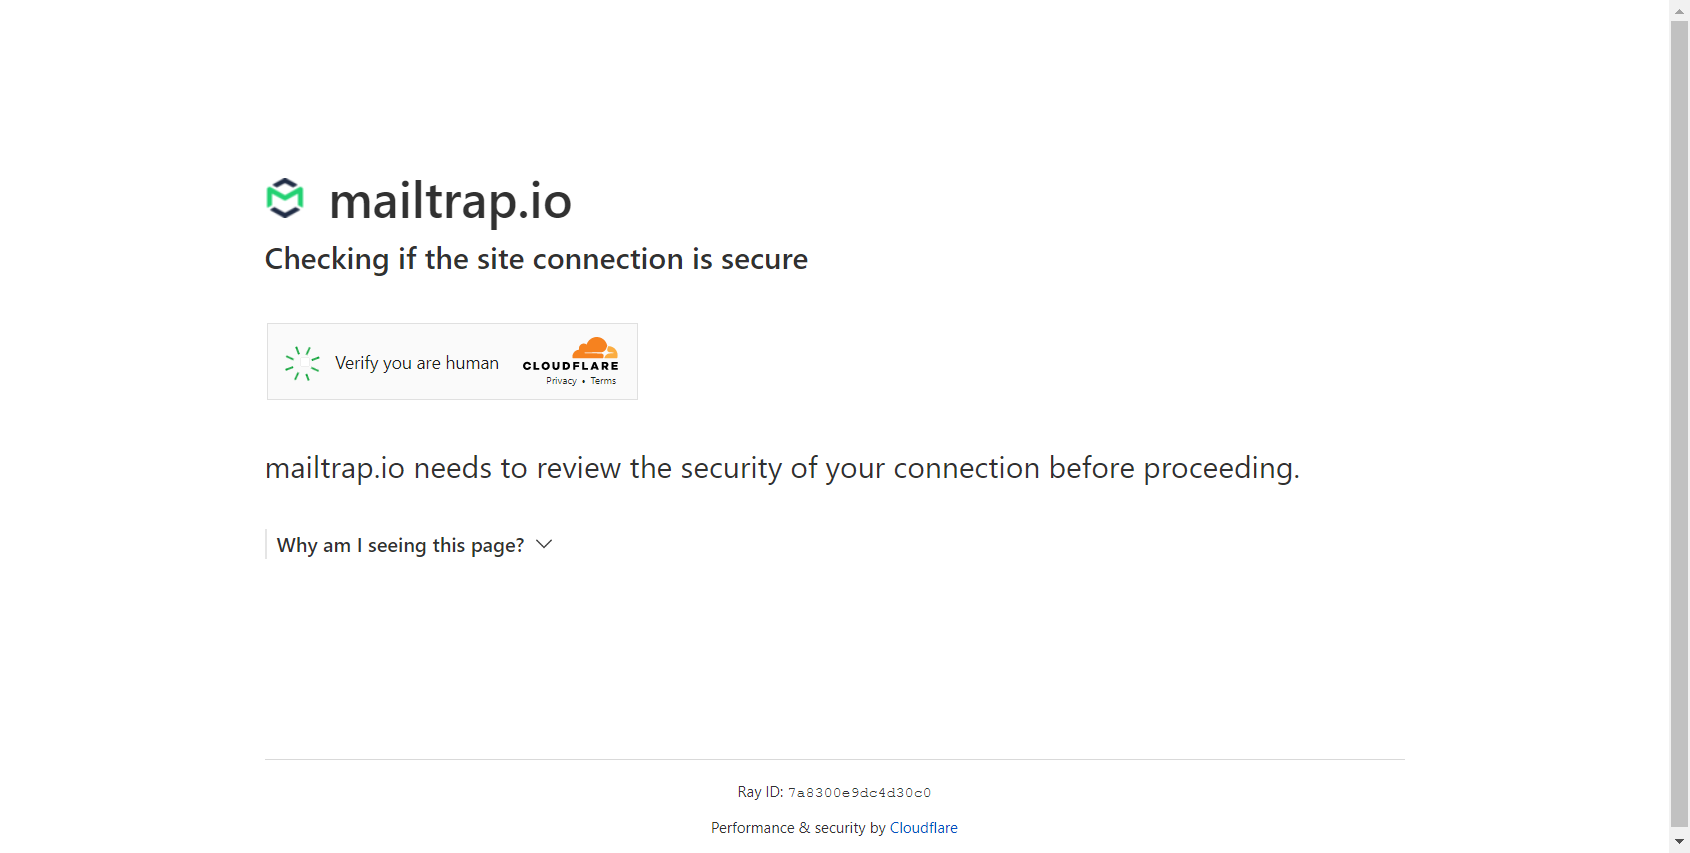 mailtrap.io
Checking if the site connection is secure
Verify you are human
CLOUDFLARE
Privacy • Terms
mailtrap.io needs to review the security of your connection before proceeding.
Why am I seeing this page?
Ray ID: 7a8300e9dc4d30c0
Performance & security by Cloudflare